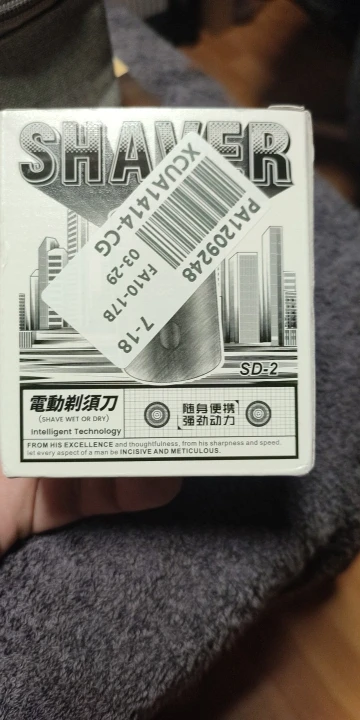 SHAVER
XCUA1414-CG
03-29
FA10-17B
PA1209248
7-18
SD-2
電動剃須刀
(SHAVE WET OR DRY)
Intelligent Technology
随身便携
强劲动力
FROM HIS EXCELLENCE and thoughtfulness, from his sharpness and speed.
let every aspect of a man be INCISIVE AND METICULOUS.